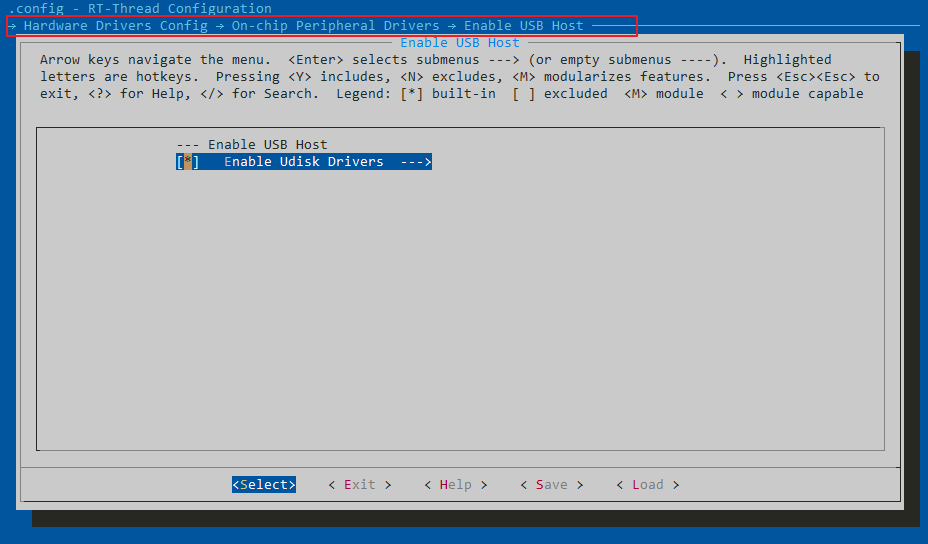 .config - RT-Thread Configuration
→ Hardware Drivers Config → On-chip Peripheral Drivers → Enable USB Host
Enable USB Host
Arrow keys navigate the menu.  <Enter> selects submenus ---> (or empty submenus ----).  Highlighted
letters are hotkeys.  Pressing <Y> includes, <N> excludes, <M> modularizes features.  Press <Esc><Esc> to
exit, <?> for Help, </> for Search.  Legend: [*] built-in  [ ] excluded  <M> module  < > module capable
--- Enable USB Host
[*]   Enable Udisk Drivers  --->
<Select>    < Exit >    < Help >    < Save >    < Load >